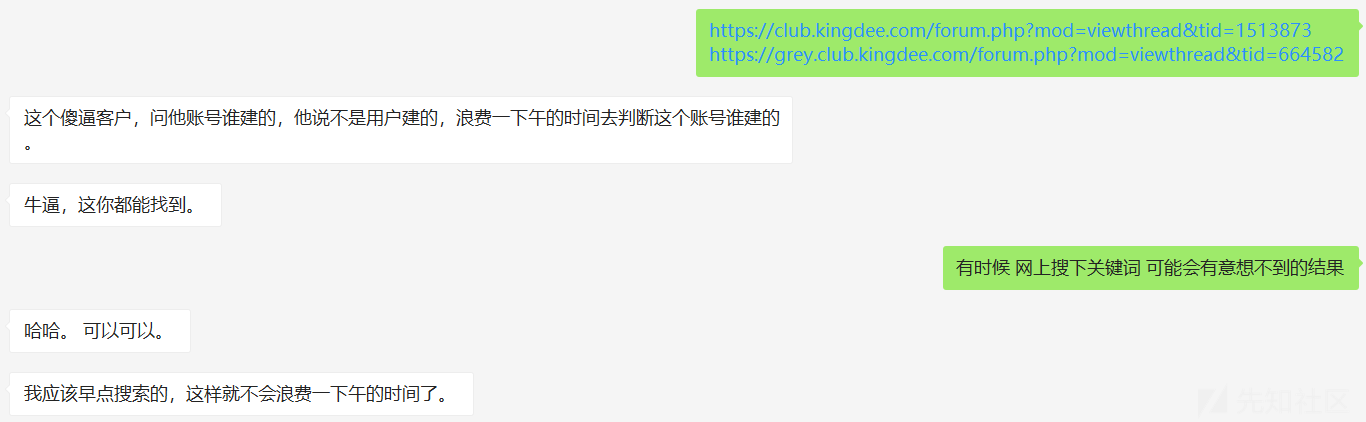 https://club.kingdee.com/forum.php?mod=viewthread&tid=1513873
https://grey.club.kingdee.com/forum.php?mod=viewthread&tid=664582
这个傻逼客户，问他账号谁建的，他说不是用户建的，浪费一下午的时间去判断这个账号谁建的
。
牛逼，这你都能找到。
有时候 网上搜下关键词 可能会有意想不到的结果
哈哈。 可以可以。
我应该早点搜索的，这样就不会浪费一下午的时间了。
先知社区